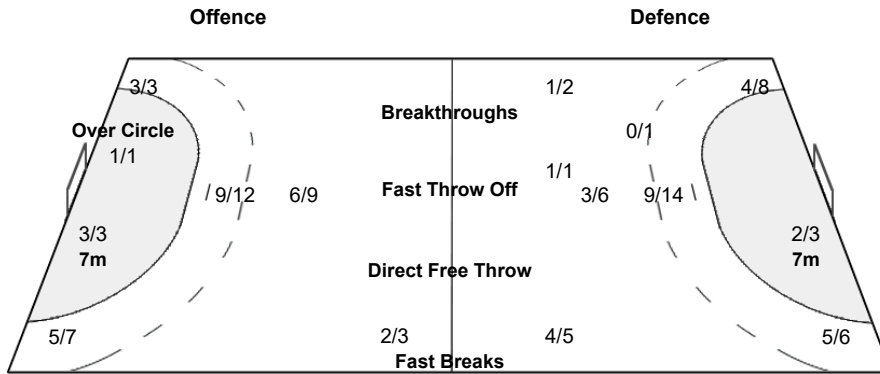 Offence Defence
3/3 1/2 4/8
Breakthroughs
Over Circle 0/1
1/1 1/1
9/12 6/9 Fast Throw Off 3/6 9/14
3/3 2/3
7m 7m
Direct Free Throw
5/7 2/3 4/5 5/6
Fast Breaks